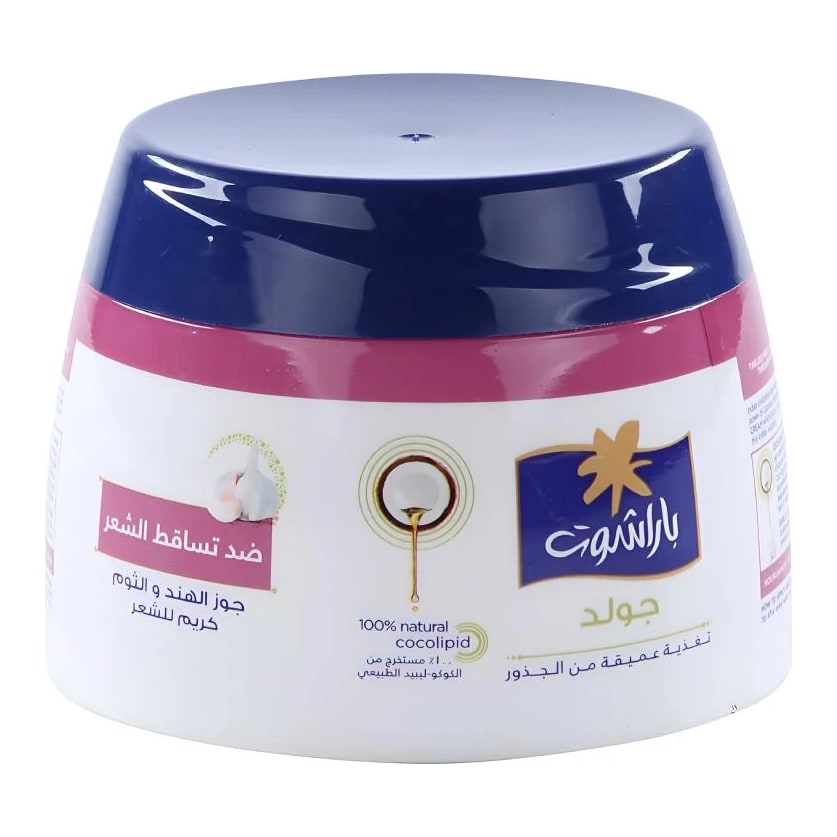 باراشوت
جولد
تغذية عميقة من الجذور
100% natural
cocolipid
١٠٠٪ مستخرج من
الكوكو-ليبيد الطبيعي
ضد تساقط الشعر
جوز الهند و الثوم
كريم للشعر